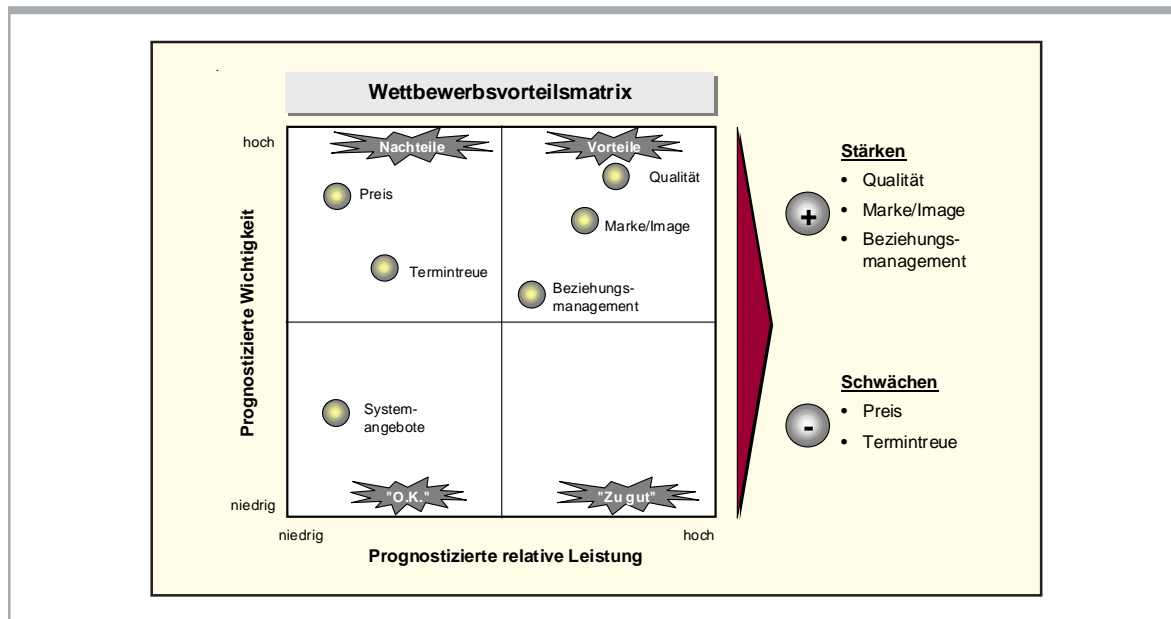 Wettbewerbsvorteilsmatrix
hoch
Nachteile
Vorteile
Preis
Qualität
Marke/Image
Termintreue
Beziehungs-
management
System-
angebote
"O.K."
"Zu gut"
niedrig
niedrig
hoch
Prognostizierte Wichtigkeit
Prognostizierte relative Leistung
+
Stärken
• Qualität
• Marke/Image
• Beziehungs-
management
-
Schwächen
• Preis
• Termintreue